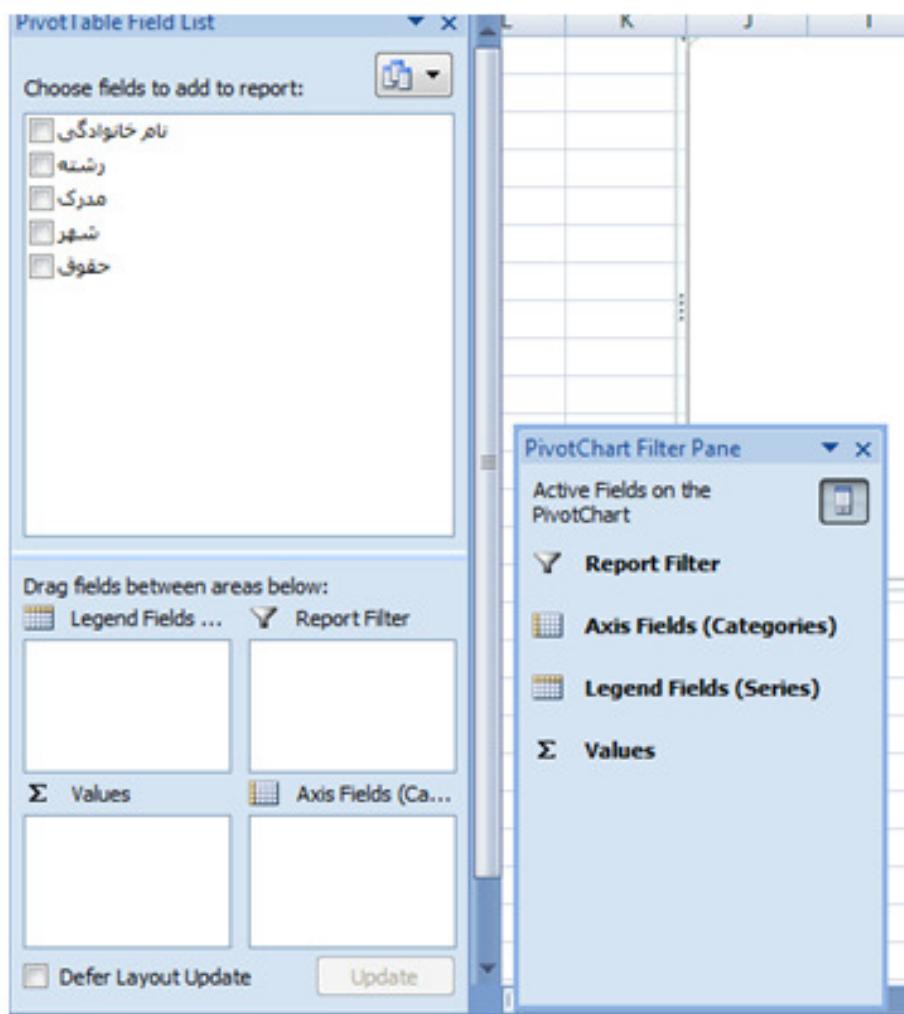 PivotTable Field List
Choose fields to add to report:
نام خانوادگی
رشته
مدرک
شهر
حقوق
Drag fields between areas below:
Legend Fields ...
Report Filter
Σ Values
Axis Fields (Ca...
Defer Layout Update
Update
L K J I
PivotChart Filter Pane
Active Fields on the
PivotChart
Report Filter
Axis Fields (Categories)
Legend Fields (Series)
Σ Values